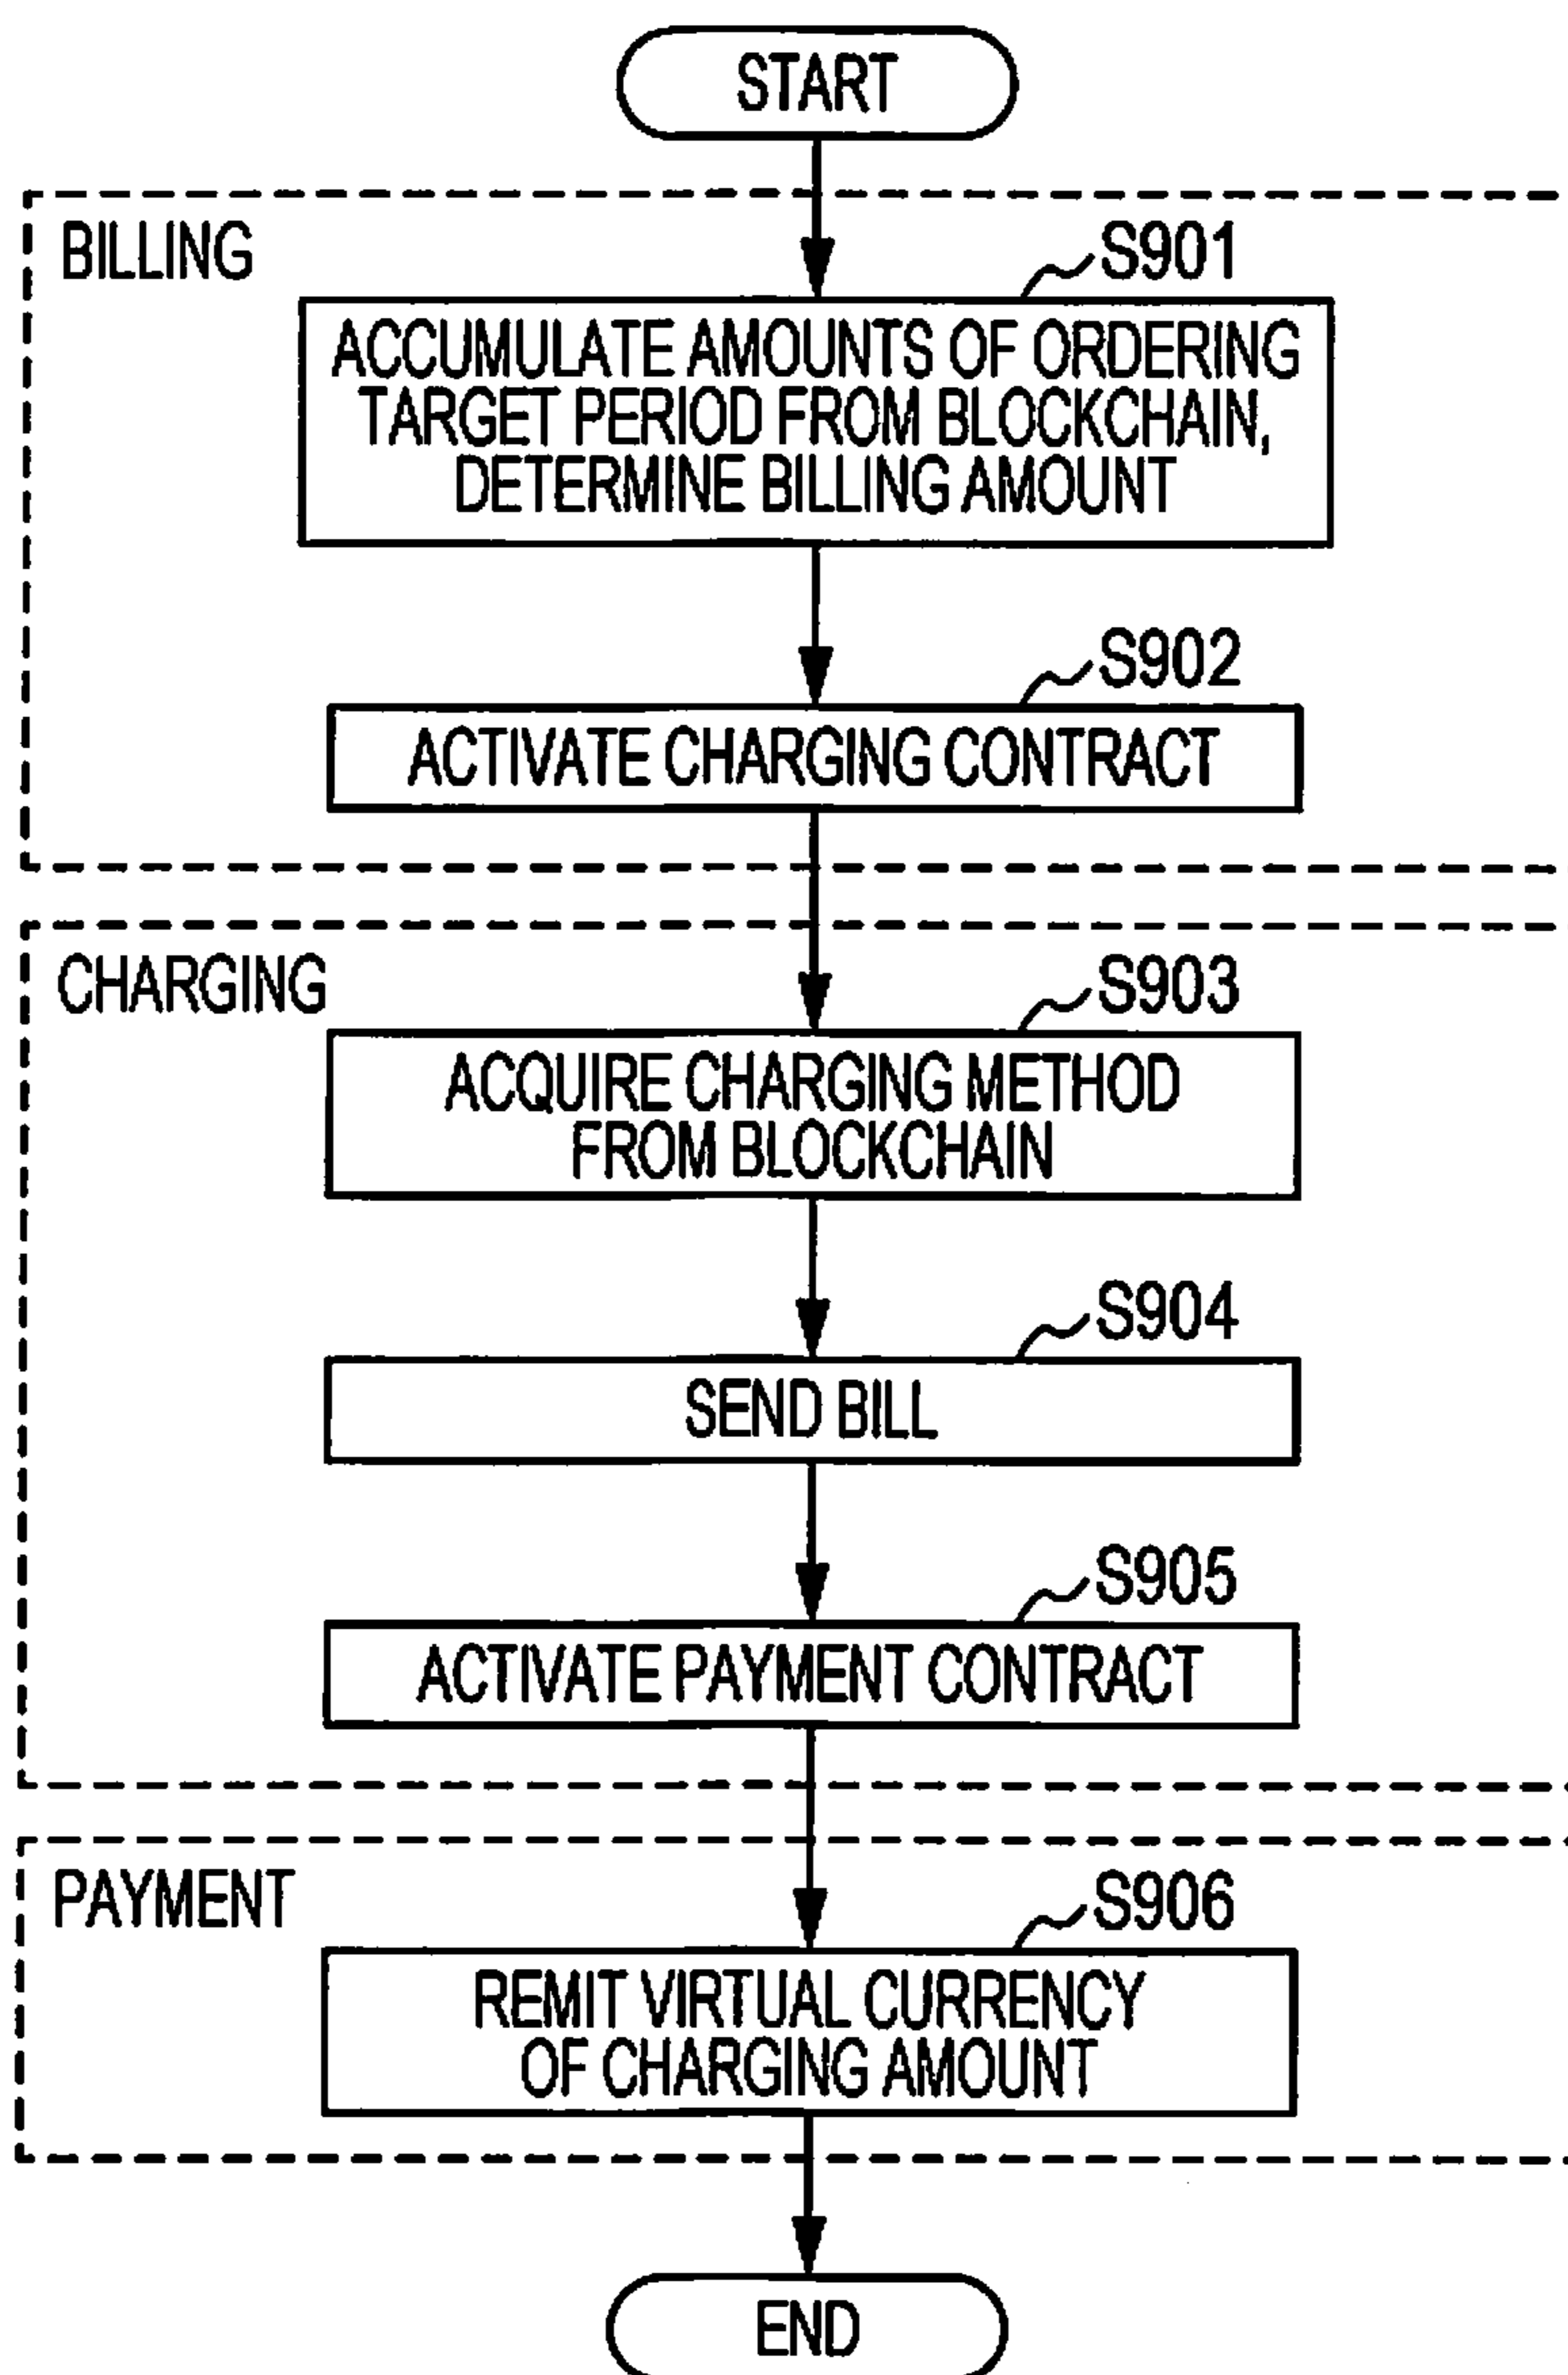 START
BILLING
S901
ACCUMULATE AMOUNTS OF ORDERING
TARGET PERIOD FROM BLOCKCHAIN,
DETERMINE BILLING AMOUNT
S902
ACTIVATE CHARGING CONTRACT
CHARGING
S903
ACQUIRE CHARGING METHOD
FROM BLOCKCHAIN
S904
SEND BILL
S905
ACTIVATE PAYMENT CONTRACT
PAYMENT
S906
REMIT VIRTUAL CURRENCY
OF CHARGING AMOUNT
END